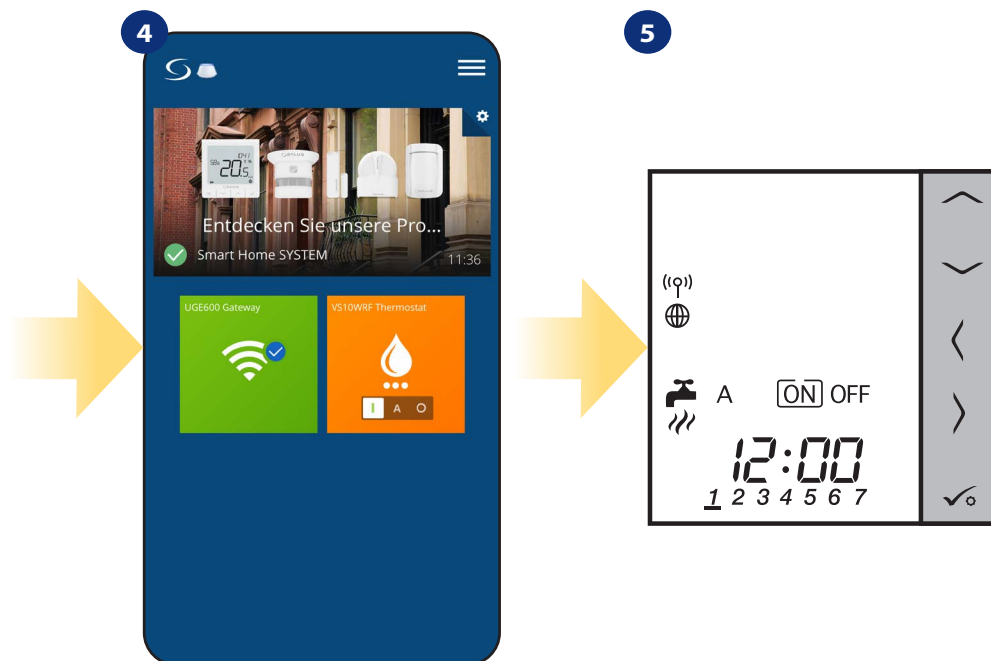 4
Entdecken Sie unsere Pro...
Smart Home SYSTEM
11:36
UGE600 Gateway
VS10WRF Thermostat
I A O
5
A ON OFF
12:00
1 2 3 4 5 6 7